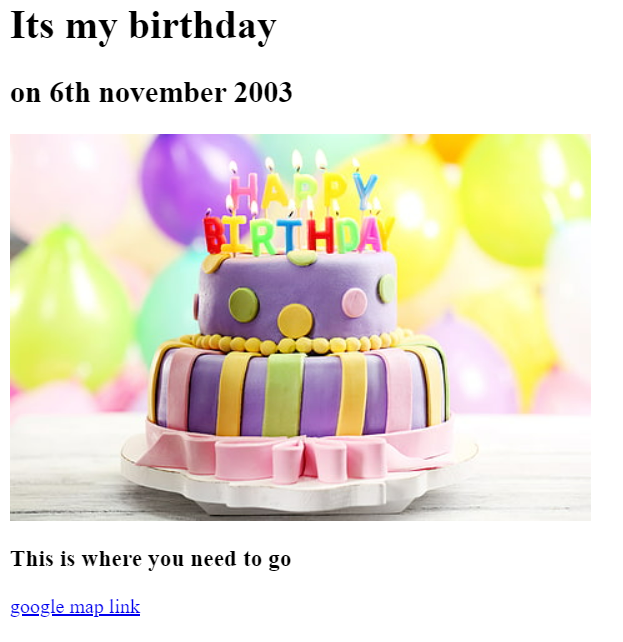 Its my birthday
on 6th november 2003
HAPPY
BIRTHDAY
This is where you need to go
google map link